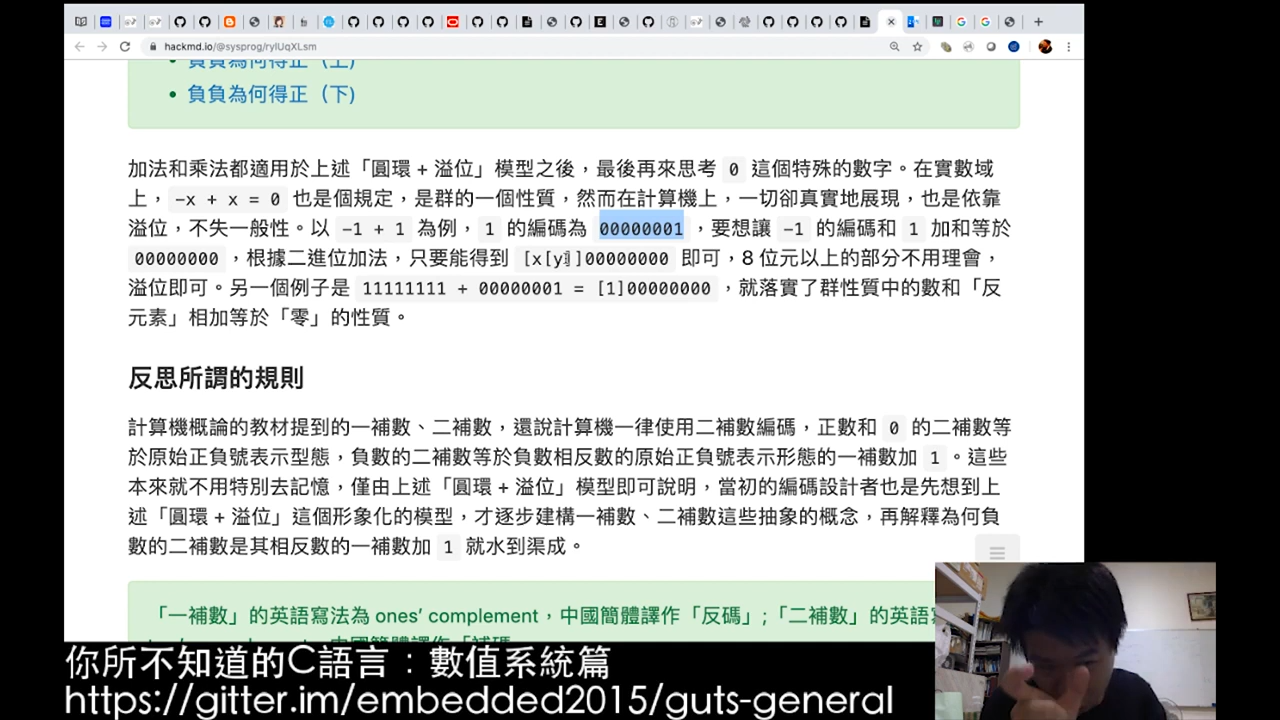 hackmd.io/@sysprog/rylUqXLsm
負負為何得正（上）
負負為何得正（下）
加法和乘法都適用於上述「圓環 + 溢位」模型之後，最後再來思考 0 這個特殊的數字。在實數域
上，-x + x = 0 也是個規定，是群的一個性質，然而在計算機上，一切卻真實地展現，也是依靠
溢位，不失一般性。以 -1 + 1 為例，1 的編碼為 00000001，要想讓 -1 的編碼和 1 加和等於
00000000，根據二進位加法，只要能得到 [x[y]]00000000 即可，8 位元以上的部分不用理會，
溢位即可。另一個例子是 11111111 + 00000001 = [1]00000000，就落實了群性質中的數和「反
元素」相加等於「零」的性質。
反思所謂的規則
計算機概論的教材提到的一補數、二補數，還說計算機一律使用二補數編碼，正數和 0 的二補數等
於原始正負號表示型態，負數的二補數等於負數相反數的原始正負號表示形態的一補數加 1。這些
本來就不用特別去記憶，僅由上述「圓環 + 溢位」模型即可說明，當初的編碼設計者也是先想到上
述「圓環 + 溢位」這個形象化的模型，才逐步建構一補數、二補數這些抽象的概念，再解釋為何負
數的二補數是其相反數的一補數加 1 就水到渠成。
「一補數」的英語寫法為 ones’ complement，中國簡體譯作「反碼」;「二補數」的英語
你所不知道的C語言：數值系統篇
https://gitter.im/embedded2015/guts-general